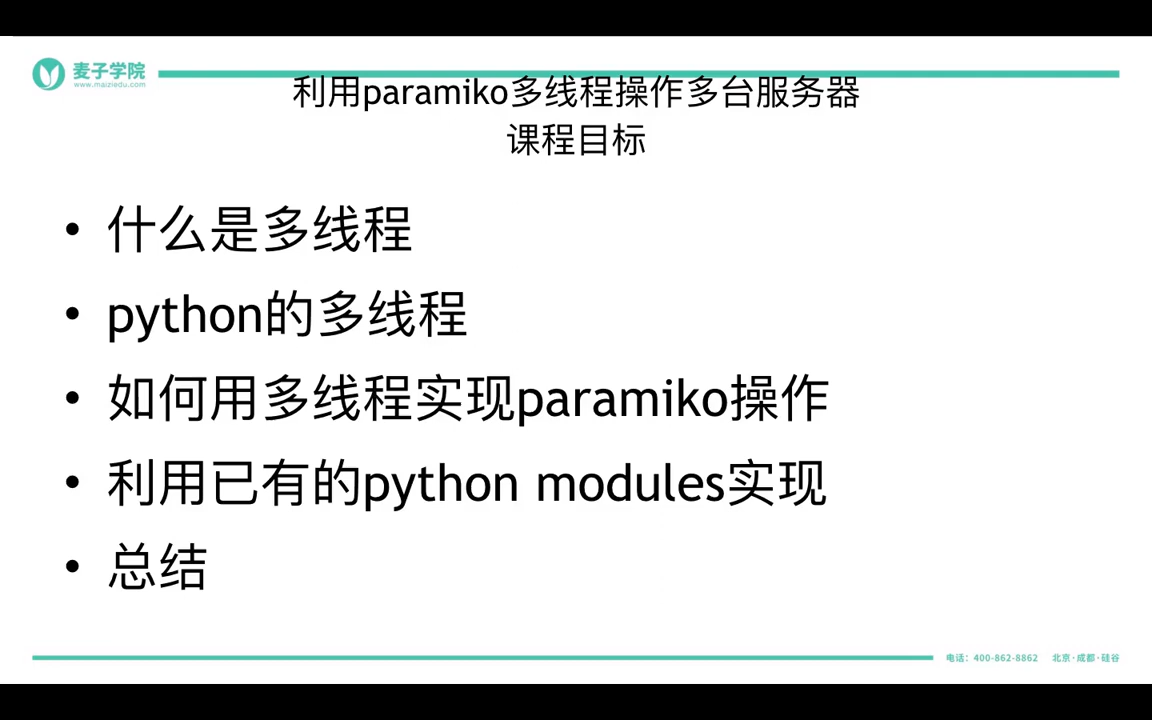 麦子学院
www.maiziedu.com
利用paramiko多线程操作多台服务器
课程目标
• 什么是多线程
• python的多线程
• 如何用多线程实现paramiko操作
• 利用已有的python modules实现
• 总结
电话：400-862-8862 北京·成都·硅谷